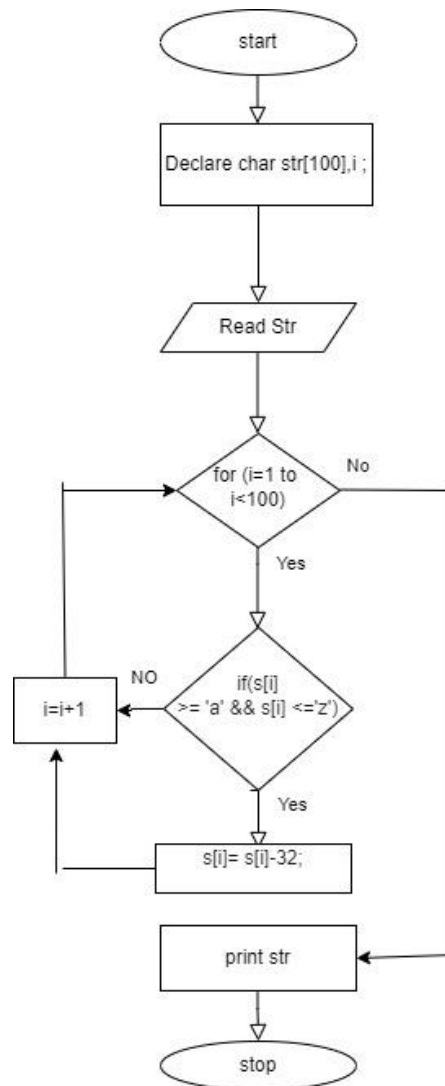 start
Declare char str[100],i ;
Read Str
for (i=1 to
i<100)
No
Yes
if(s[i]
>= 'a' && s[i] <='z')
NO
i=i+1
Yes
s[i]= s[i]-32;
print str
stop